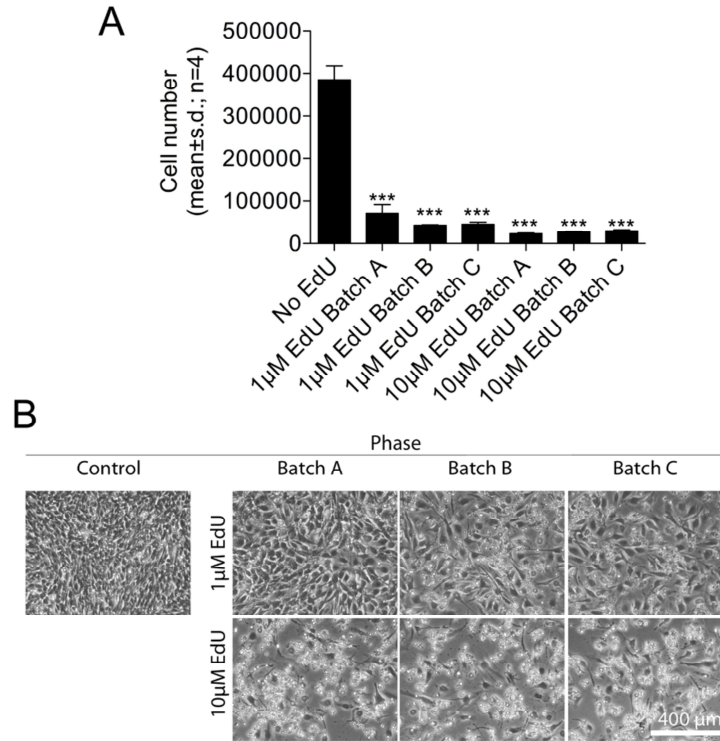 A
Cell number
(mean±s.d.; n=4)
500000
400000
300000
200000
100000
0
***
***
***
***
***
***
No EdU
1µM EdU Batch A
1µM EdU Batch B
1µM EdU Batch C
10µM EdU Batch A
10µM EdU Batch B
10µM EdU Batch C
B
Phase
Control
Batch A
Batch B
Batch C
1µM EdU
10µM EdU
400 µm